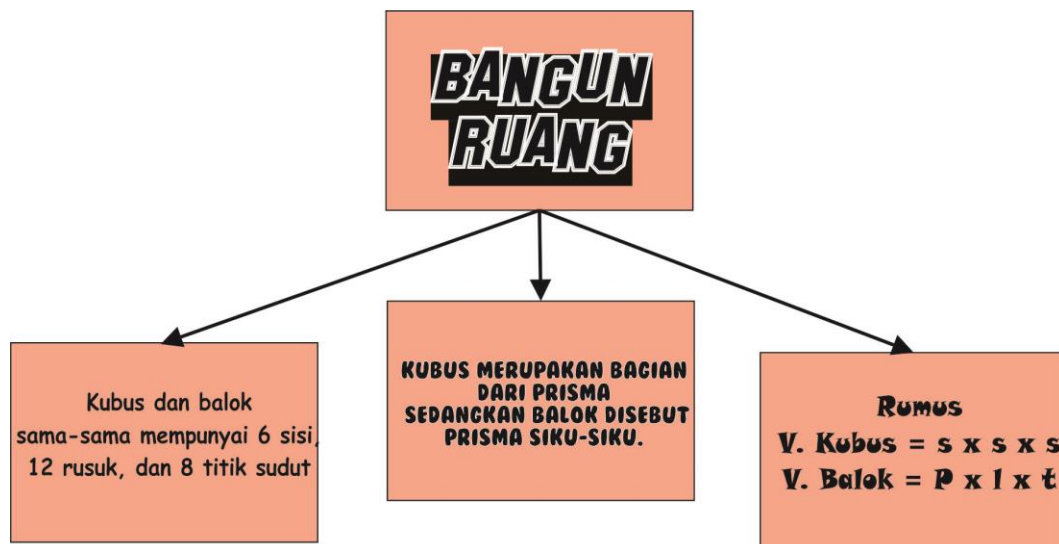 BANGUN
RUANG
Kubus dan balok
sama-sama mempunyai 6 sisi,
12 rusuk, dan 8 titik sudut
KUBUS MERUPAKAN BAGIAN
DARI PRISMA
SEDANGKAN BALOK DISEBUT
PRISMA SIKU-SIKU.
Rumus
V. Kubus = s x s x s
V. Balok = P x l x t